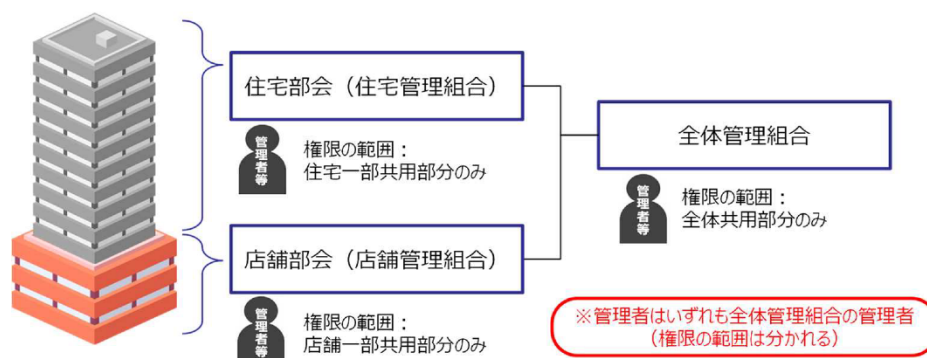 住宅部会（住宅管理組合）
管理者等
権限の範囲：
住宅一部共用部分のみ
店舗部会（店舗管理組合）
管理者等
権限の範囲：
店舗一部共用部分のみ
全体管理組合
管理者等
権限の範囲：
全体共用部分のみ
※管理者はいずれも全体管理組合の管理者
（権限の範囲は分かれる）